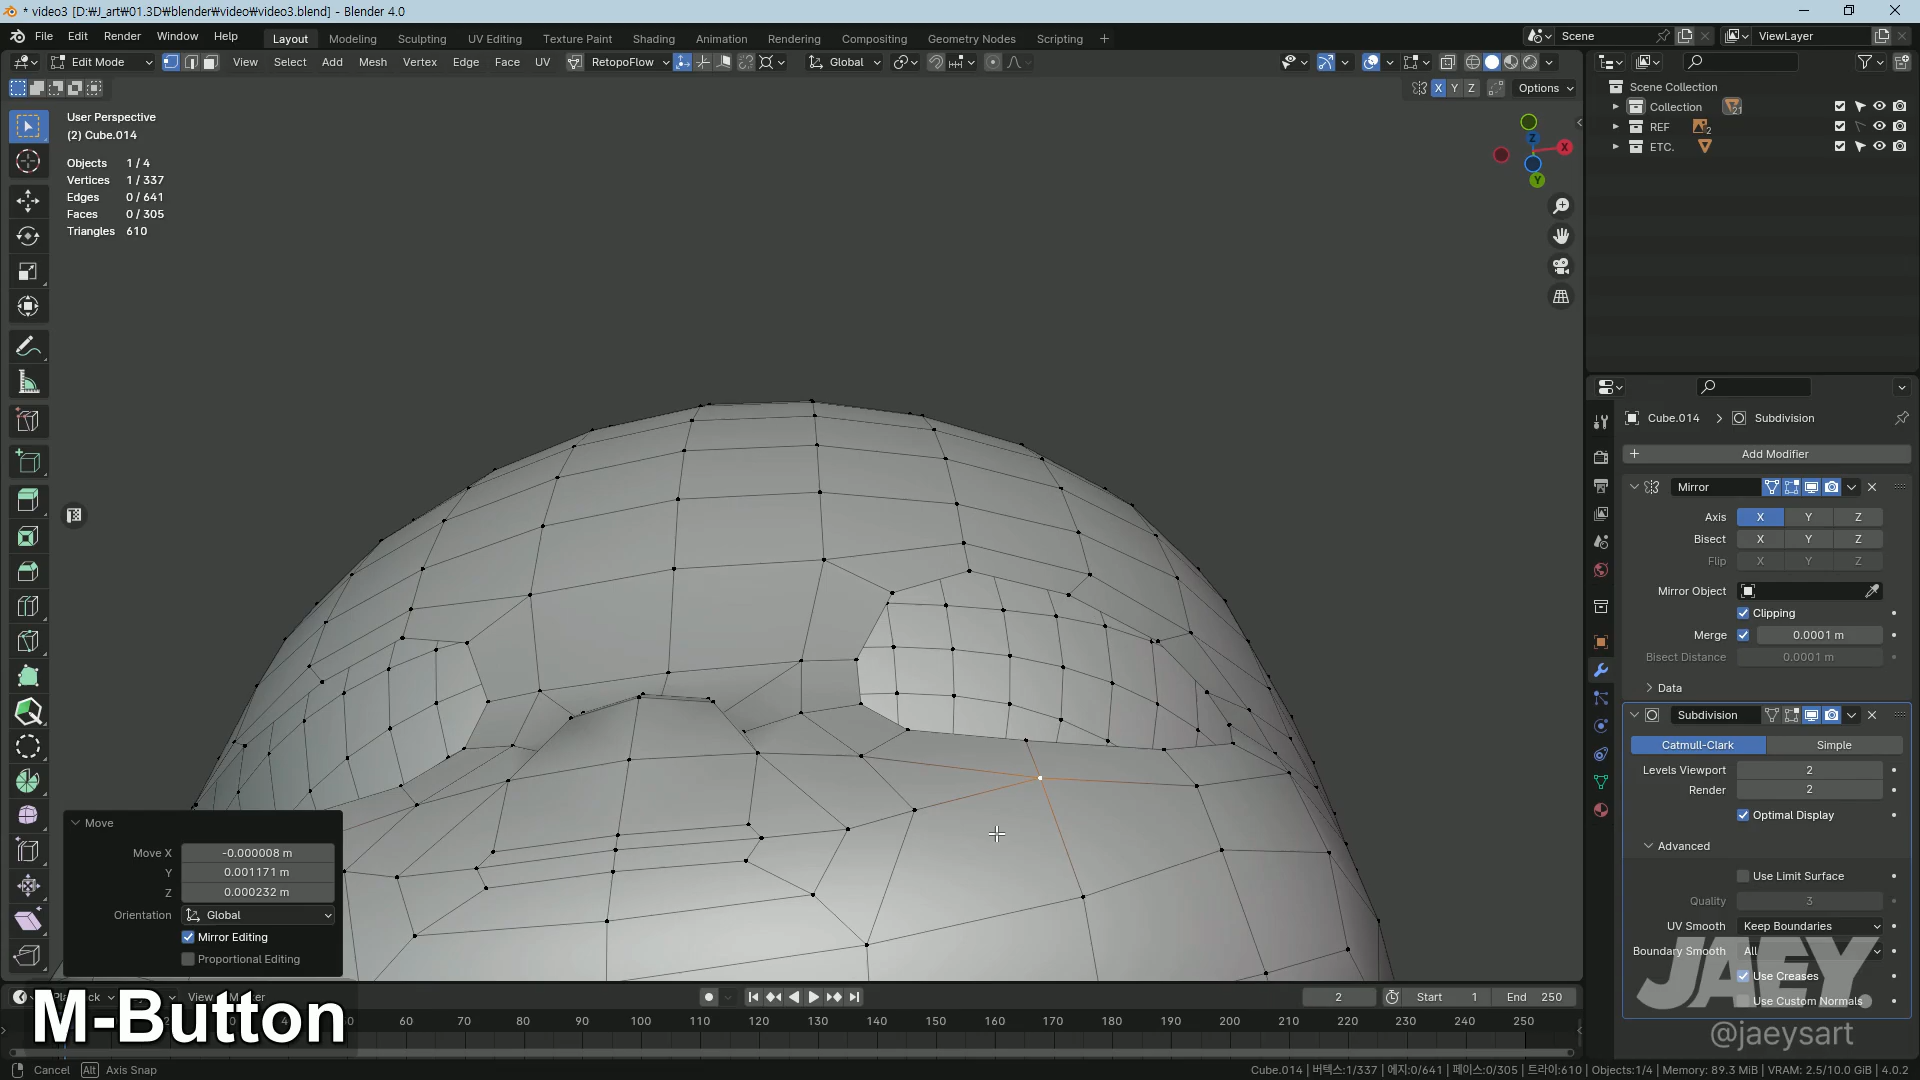 * video3 [D:₩J_art₩01.3D₩blender₩video₩video3.blend] - Blender 4.0
File Edit Render Window Help
Layout Modeling Sculpting UV Editing Texture Paint Shading Animation Rendering Compositing Geometry Nodes Scripting +
Scene
ViewLayer
Edit Mode View Select Add Mesh Vertex Edge Face UV RetopoFlow Global
X Y Z Options
User Perspective
(2) Cube.014
Objects 1 / 4
Vertices 1 / 337
Edges 0 / 641
Faces 0 / 305
Triangles 610
Z
X
Y
Scene Collection
Collection 21
REF 2
ETC.
Cube.014 > Subdivision
+ Add Modifier
Mirror
Axis X Y Z
Bisect X Y Z
Flip X Y Z
Mirror Object
Clipping
Merge 0.0001 m
Bisect Distance 0.0001 m
Data
Subdivision
Catmull-Clark Simple
Levels Viewport 2
Render 2
Optimal Display
Advanced
Use Limit Surface
Quality 3
UV Smooth Keep Boundaries
Boundary Smooth All
Use Creases
Use Custom Normals
JAEY.
@jaeysart
Move
Move X -0.000008 m
Y 0.001171 m
Z 0.000232 m
Orientation Global
Mirror Editing
Proportional Editing
View
2 Start 1 End 250
M-Button
60 70 80 90 100 110 120 130 140 150 160 170 180 190 200 210 220 230 240 250
Cancel Alt Axis Snap
Cube.014 | 버텍스:1/337 | 에지:0/641 | 페이스:0/305 | 트라이:610 | Objects:1/4 | Memory: 89.3 MiB | VRAM: 2.5/10.0 GiB | 4.0.2